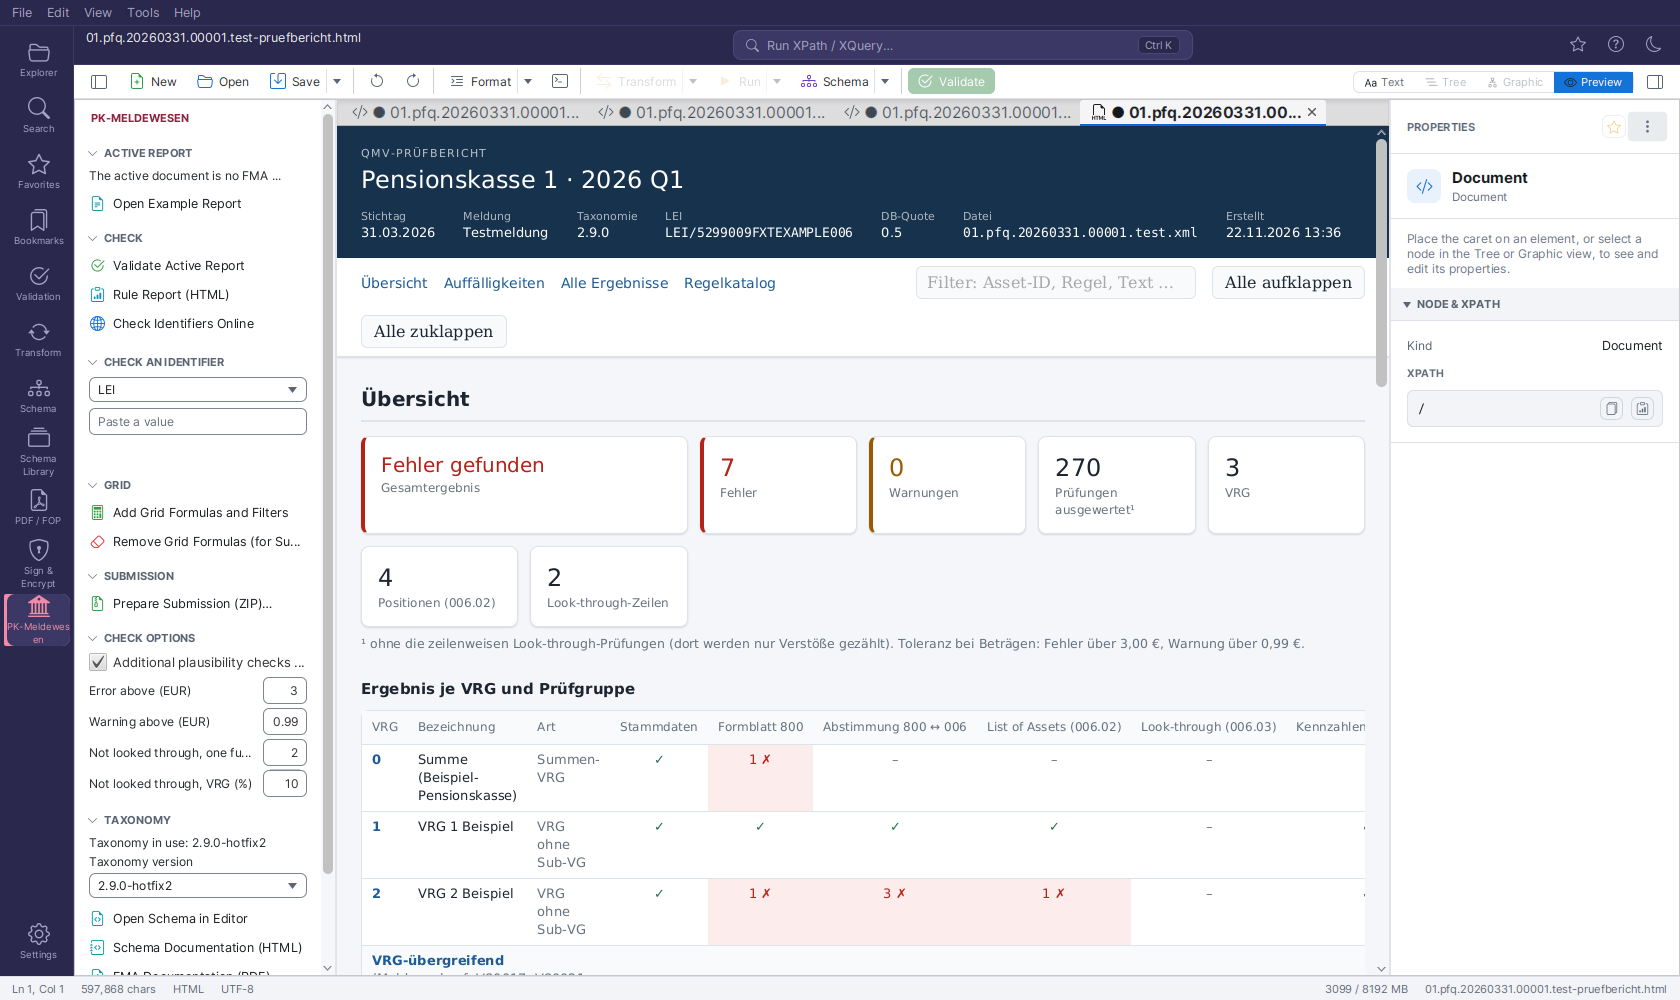 File Edit View Tools Help
01.pfq.20260331.00001.test-pruefbericht.html
Run XPath / XQuery... Ctrl K
New Open Save Format Transform Run Schema Validate
Aa Text Tree Graphic Preview
Explorer
Search
Favorites
Bookmarks
Validation
Transform
Schema
Schema
Library
PDF / FOP
Sign &
Encrypt
PK-Meldewes
en
Settings
PK-MELDEWESEN
ACTIVE REPORT
The active document is no FMA ...
Open Example Report
CHECK
Validate Active Report
Rule Report (HTML)
Check Identifiers Online
CHECK AN IDENTIFIER
LEI
Paste a value
GRID
Add Grid Formulas and Filters
Remove Grid Formulas (for Su...
SUBMISSION
Prepare Submission (ZIP)...
CHECK OPTIONS
Additional plausibility checks ...
Error above (EUR) 3
Warning above (EUR) 0.99
Not looked through, one fu... 2
Not looked through, VRG (%) 10
TAXONOMY
Taxonomy in use: 2.9.0-hotfix2
Taxonomy version
2.9.0-hotfix2
Open Schema in Editor
Schema Documentation (HTML)
FMA Documentation (PDF)
01.pfq.20260331.00001... 01.pfq.20260331.00001... 01.pfq.20260331.00001... HTML 01.pfq.20260331.00...
QMV-PRÜFBERICHT
Pensionskasse 1 · 2026 Q1
Stichtag Meldung Taxonomie LEI DB-Quote Datei Erstellt
31.03.2026 Testmeldung 2.9.0 LEI/5299009FXTEXAMPLE006 0.5 01.pfq.20260331.00001.test.xml 22.11.2026 13:36
Übersicht Auffälligkeiten Alle Ergebnisse Regelkatalog Filter: Asset-ID, Regel, Text ... Alle aufklappen
Alle zuklappen
Übersicht
Fehler gefunden
Gesamtergebnis
7
Fehler
0
Warnungen
270
Prüfungen
ausgewertet¹
3
VRG
4
Positionen (006.02)
2
Look-through-Zeilen
¹ ohne die zeilenweisen Look-through-Prüfungen (dort werden nur Verstöße gezählt). Toleranz bei Beträgen: Fehler über 3,00 €, Warnung über 0,99 €.
Ergebnis je VRG und Prüfgruppe
VRG Bezeichnung Art Stammdaten Formblatt 800 Abstimmung 800 ↔ 006 List of Assets (006.02) Look-through (006.03) Kennzahlen
0 Summe (Beispiel-Pensionskasse) Summen-VRG ✓ 1 ✗ – – –
1 VRG 1 Beispiel VRG ohne Sub-VG ✓ ✓ ✓ ✓ –
2 VRG 2 Beispiel VRG ohne Sub-VG ✓ 1 ✗ 3 ✗ 1 ✗ –
VRG-übergreifend
PROPERTIES
Document
Document
Place the caret on an element, or select a
node in the Tree or Graphic view, to see and
edit its properties.
NODE & XPATH
Kind Document
XPATH
/
Ln 1, Col 1 597,868 chars HTML UTF-8 3099 / 8192 MB 01.pfq.20260331.00001.test-pruefbericht.html